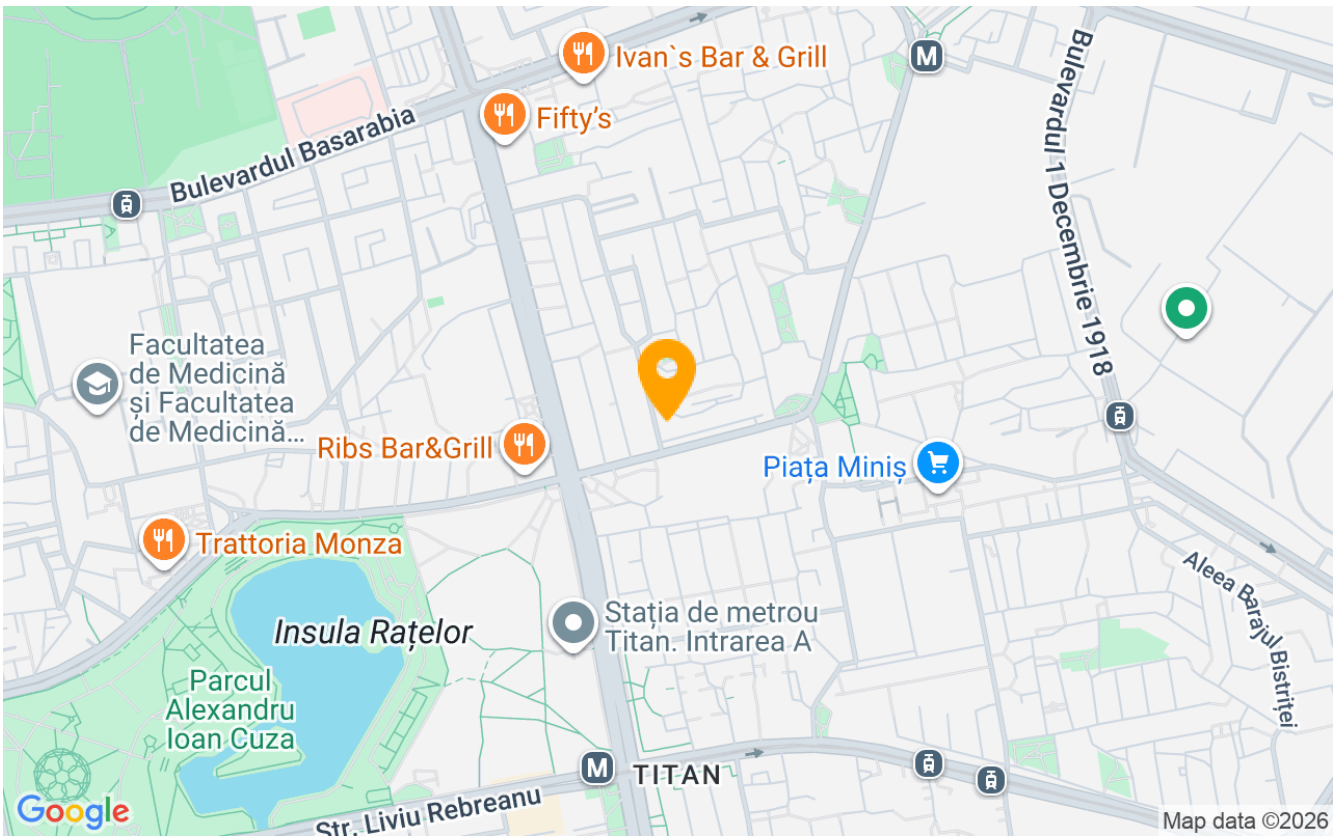 Ivan`s Bar & Grill
M
Fifty's
Bulevardul Basarabia
Bulevardul 1 Decembrie 1918
Facultatea
de Medicină
și Facultatea
de Medicină...
Ribs Bar&Grill
Piața Miniș
Trattoria Monza
Aleea Barajul Bistriței
Insula Rațelor
Stația de metrou
Titan. Intrarea A
Parcul
Alexandru
Ioan Cuza
M
TITAN
Str. Liviu Rebreanu
Google
Map data ©2026